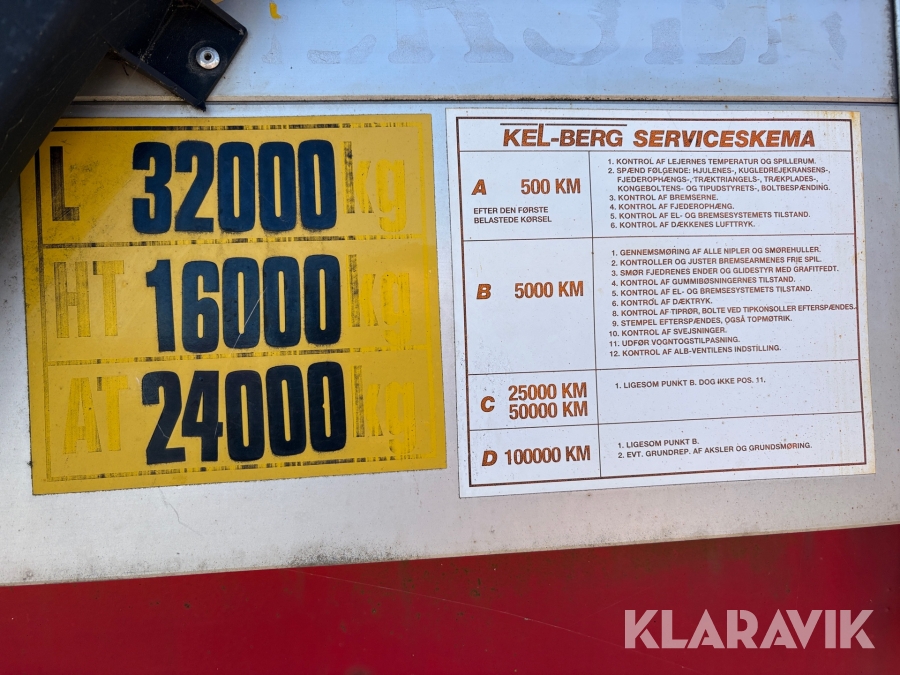 L 32000 kg
HT 16000 kg
AT 24000 kg
KEL-BERG SERVICESKEMA
A 500 KM
EFTER DEN FØRSTE
BELASTEDE KØRSEL
1. KONTROL AF LEJERNES TEMPERATUR OG SPILLERUM.
2. SPÆND FØLGENDE: HJULENES-, KUGLEDREJEKRANSENS-,
FJEDEROPHÆNGS-, TRÆKTRIANGELS-, TRÆKPLADES-,
KONGEBOLTENS- OG TIPUDSTYRETS-, BOLTBESPÆNDING.
3. KONTROL AF BREMSERNE.
4. KONTROL AF FJEDEROPHÆNG.
5. KONTROL AF EL- OG BREMSESYSTEMETS TILSTAND.
6. KONTROL AF DÆKKENES LUFTTRYK.
B 5000 KM
1. GENNEMSMØRING AF ALLE NIPLER OG SMØREHULLER.
2. KONTROLLER OG JUSTER BREMSEARMENES FRIE SPIL.
3. SMØR FJEDRENES ENDER OG GLIDESTYR MED GRAFITFEDT.
4. KONTROL AF GUMMIBØSNINGERNES TILSTAND.
5. KONTROL AF EL- OG BREMSESYSTEMETS TILSTAND.
6. KONTROL AF DÆKTRYK.
8. KONTROL AF TIPRØR, BOLTE VED TIPKONSOLLER EFTERSPÆNDES.
9. STEMPEL EFTERSPÆNDES, OGSÅ TOPMØTRIK.
10. KONTROL AF SVEJSNINGER.
11. UDFØR VOGNTOGSTILPASNING.
12. KONTROL AF ALB-VENTILENS INDSTILLING.
C 25000 KM
50000 KM
1. LIGESOM PUNKT B. DOG IKKE POS. 11.
D 100000 KM
1. LIGESOM PUNKT B.
2. EVT. GRUNDREP. AF AKSLER OG GRUNDSMØRING.
KLARAVIK